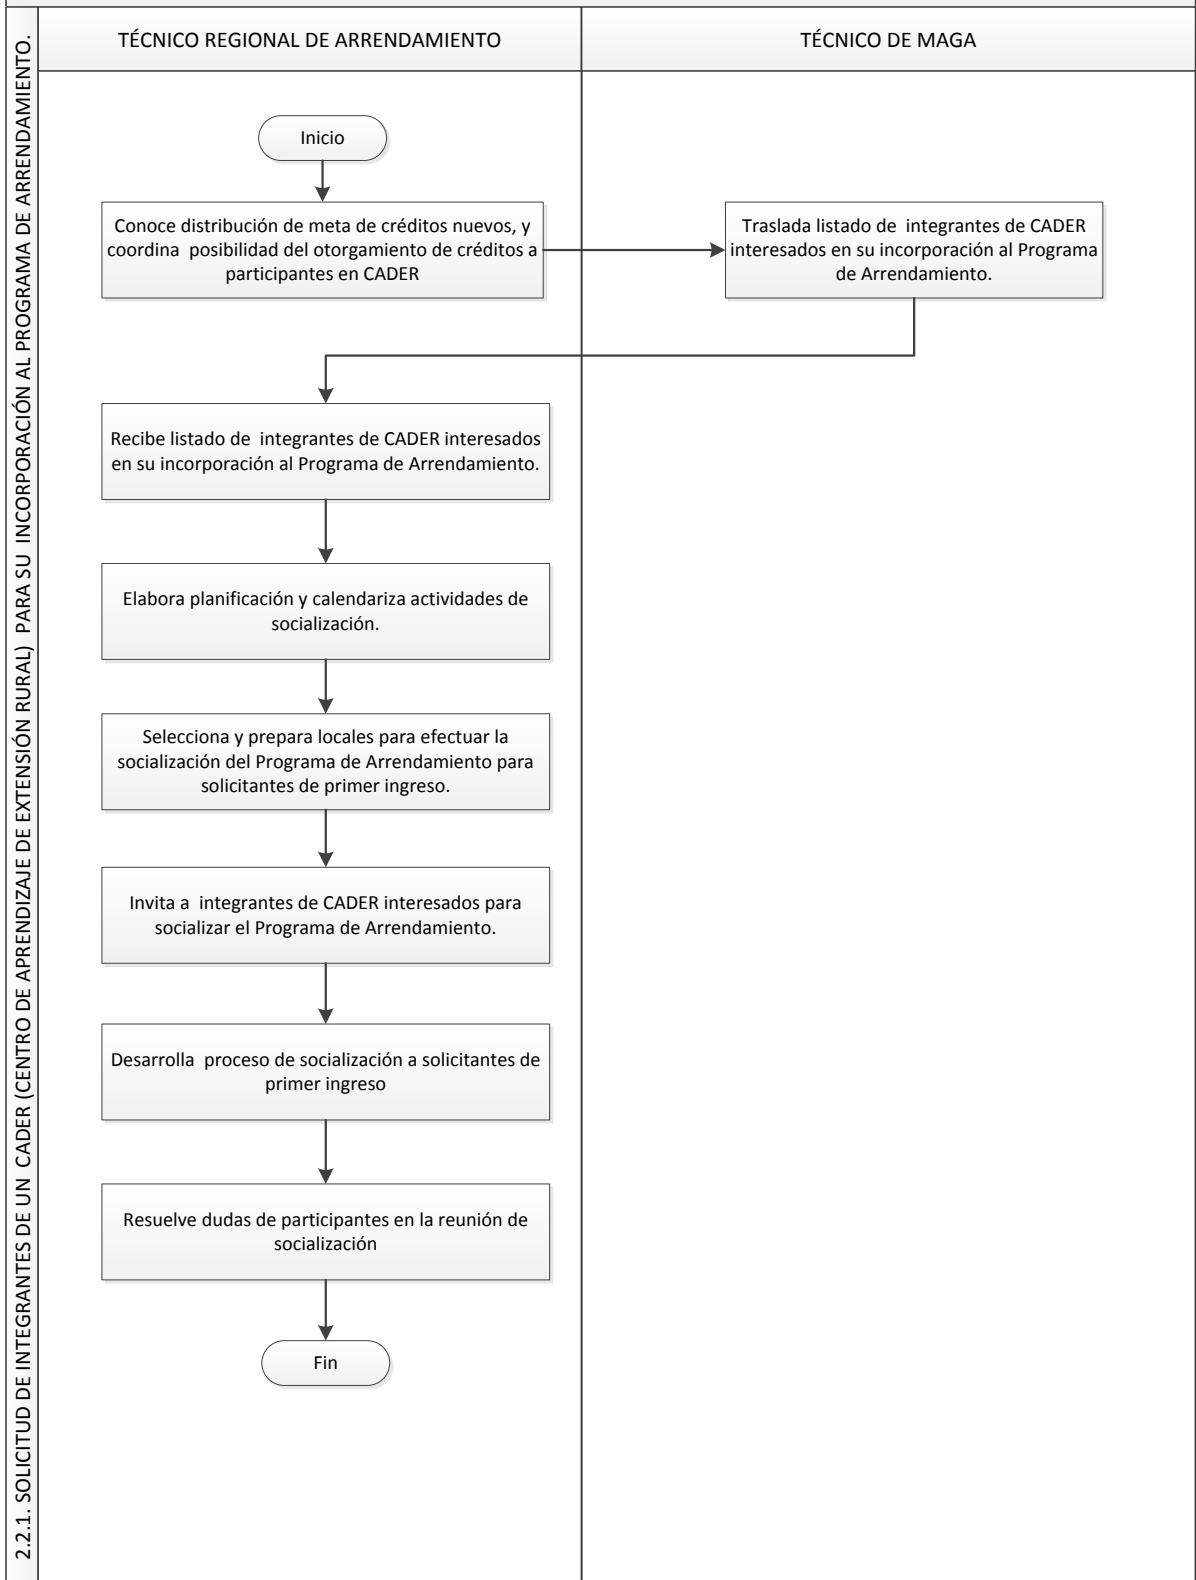 2.2.1. SOLICITUD DE INTEGRANTES DE UN CADER (CENTRO DE APRENDIZAJE DE EXTENSIÓN RURAL) PARA SU INCORPORACIÓN AL PROGRAMA DE ARRENDAMIENTO.
TÉCNICO REGIONAL DE ARRENDAMIENTO
TÉCNICO DE MAGA
Inicio
Conoce distribución de meta de créditos nuevos, y
coordina posibilidad del otorgamiento de créditos a
participantes en CADER
Traslada listado de integrantes de CADER
interesados en su incorporación al Programa
de Arrendamiento.
Recibe listado de integrantes de CADER interesados
en su incorporación al Programa de Arrendamiento.
Elabora planificación y calendariza actividades de
socialización.
Selecciona y prepara locales para efectuar la
socialización del Programa de Arrendamiento para
solicitantes de primer ingreso.
Invita a integrantes de CADER interesados para
socializar el Programa de Arrendamiento.
Desarrolla proceso de socialización a solicitantes de
primer ingreso
Resuelve dudas de participantes en la reunión de
socialización
Fin